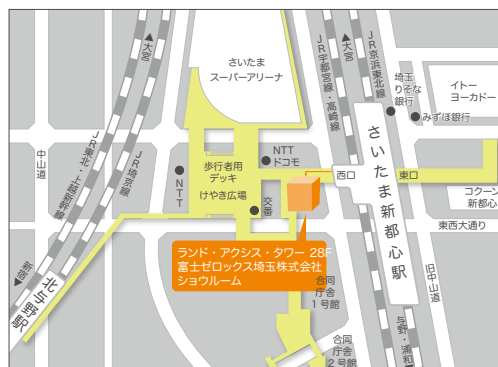 ▲大宮
さいたま
スーパーアリーナ
JR宇都宮線・高崎線
▲大宮
JR京浜東北線
埼玉
りそな
銀行
イトー
ヨーカドー
みずほ銀行
中山道
JR東北・上越新幹線
JR埼京線
NTT
歩行者用
デッキ
けやき広場
NTT
ドコモ
交番
西口
さいたま新都心駅
東口
コクーン
新都心
東西大通り
ランド・アクシス・タワー 28F
富士ゼロックス埼玉株式会社
ショウルーム
新宿▼
北与野駅
合同
庁舎
1号館
合同
庁舎
2号館
旧中山道
与野・浦和